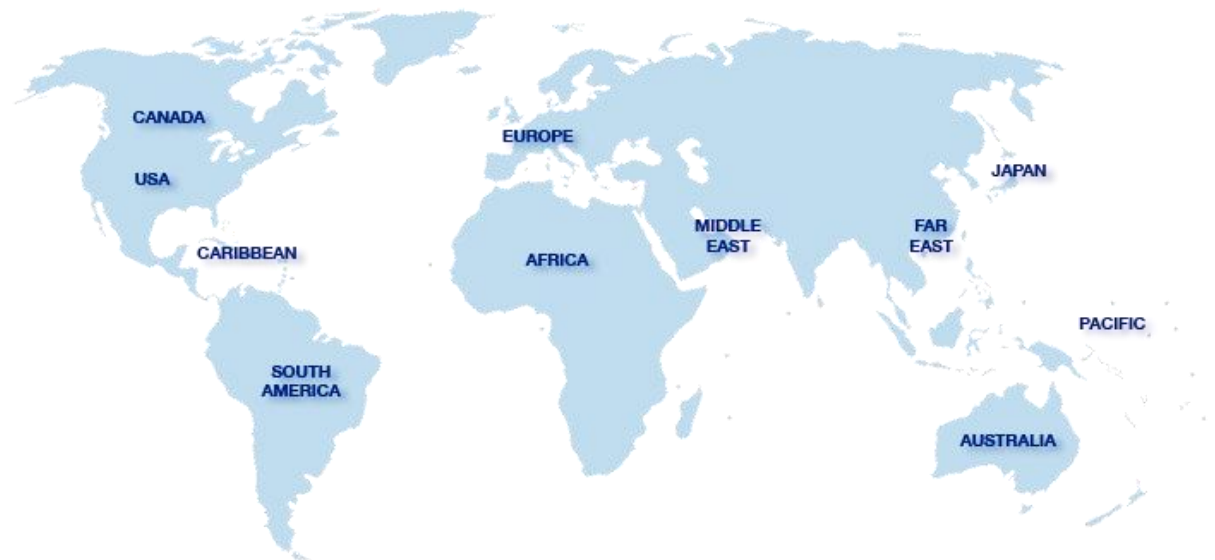 CANADA
EUROPE
JAPAN
USA
MIDDLE
EAST
FAR
EAST
CARIBBEAN
AFRICA
PACIFIC
SOUTH
AMERICA
AUSTRALIA